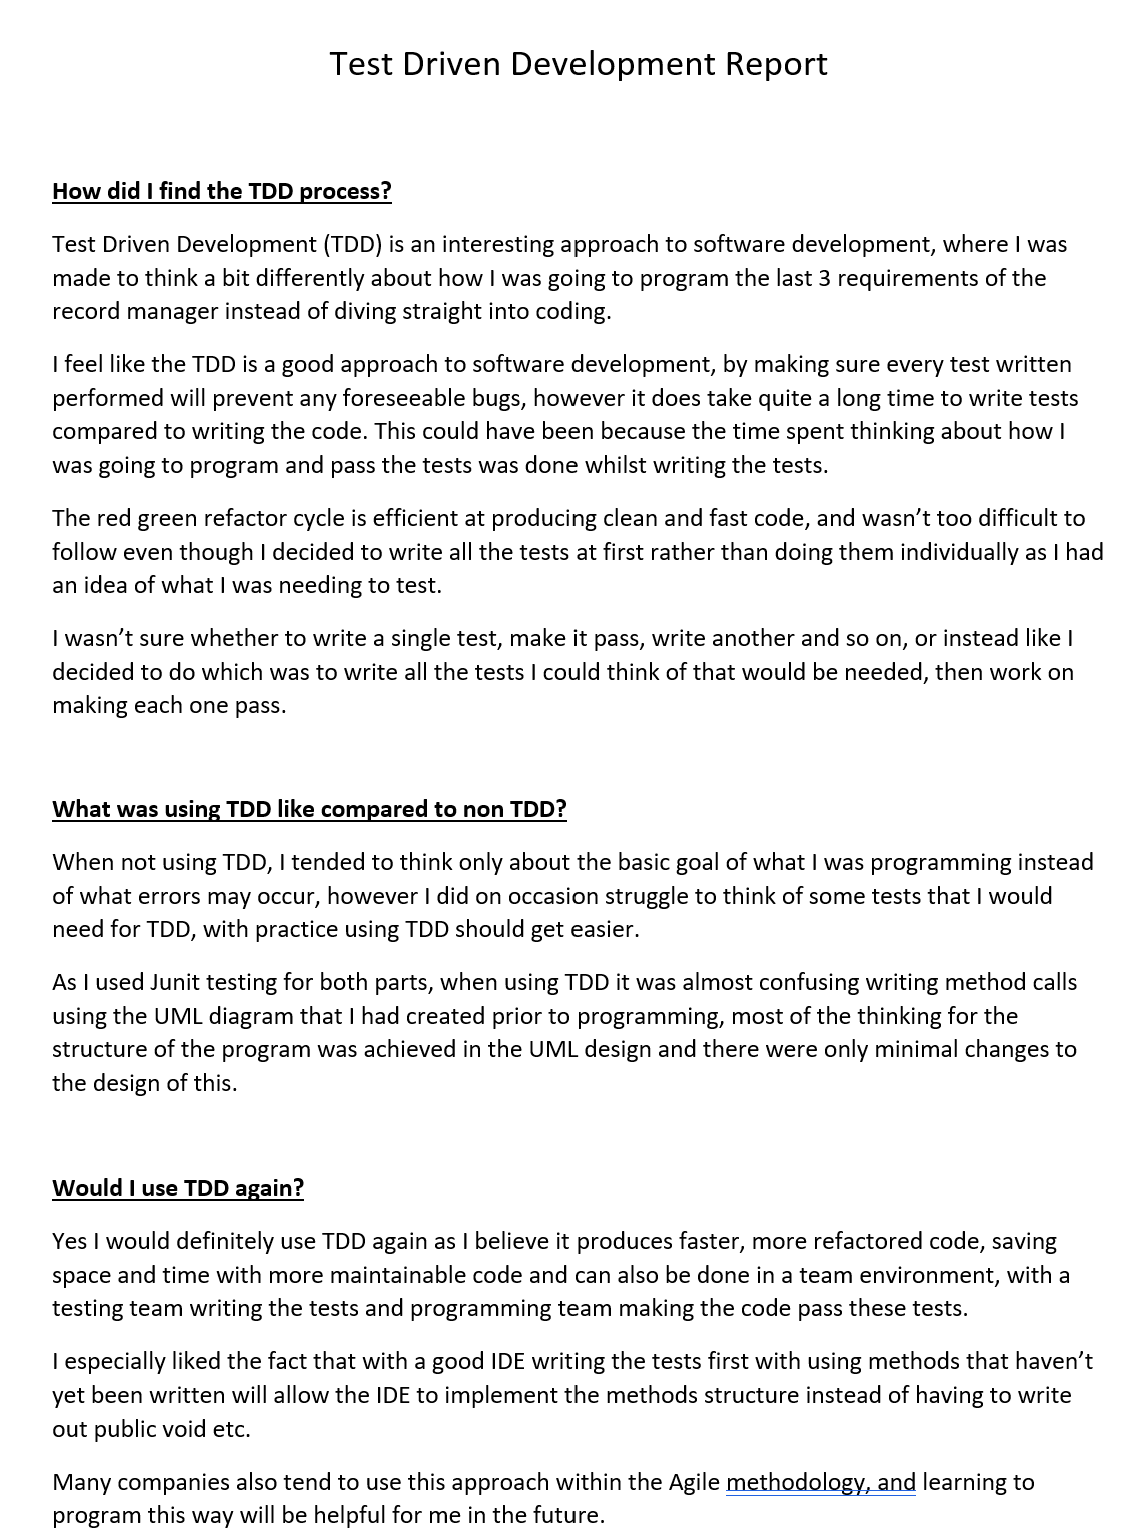 Test Driven Development Report
How did I find the TDD process?
Test Driven Development (TDD) is an interesting approach to software development, where I was
made to think a bit differently about how I was going to program the last 3 requirements of the
record manager instead of diving straight into coding.
I feel like the TDD is a good approach to software development, by making sure every test written
performed will prevent any foreseeable bugs, however it does take quite a long time to write tests
compared to writing the code. This could have been because the time spent thinking about how I
was going to program and pass the tests was done whilst writing the tests.
The red green refactor cycle is efficient at producing clean and fast code, and wasn’t too difficult to
follow even though I decided to write all the tests at first rather than doing them individually as I had
an idea of what I was needing to test.
I wasn’t sure whether to write a single test, make it pass, write another and so on, or instead like I
decided to do which was to write all the tests I could think of that would be needed, then work on
making each one pass.
What was using TDD like compared to non TDD?
When not using TDD, I tended to think only about the basic goal of what I was programming instead
of what errors may occur, however I did on occasion struggle to think of some tests that I would
need for TDD, with practice using TDD should get easier.
As I used Junit testing for both parts, when using TDD it was almost confusing writing method calls
using the UML diagram that I had created prior to programming, most of the thinking for the
structure of the program was achieved in the UML design and there were only minimal changes to
the design of this.
Would I use TDD again?
Yes I would definitely use TDD again as I believe it produces faster, more refactored code, saving
space and time with more maintainable code and can also be done in a team environment, with a
testing team writing the tests and programming team making the code pass these tests.
I especially liked the fact that with a good IDE writing the tests first with using methods that haven’t
yet been written will allow the IDE to implement the methods structure instead of having to write
out public void etc.
Many companies also tend to use this approach within the Agile methodology, and learning to
program this way will be helpful for me in the future.